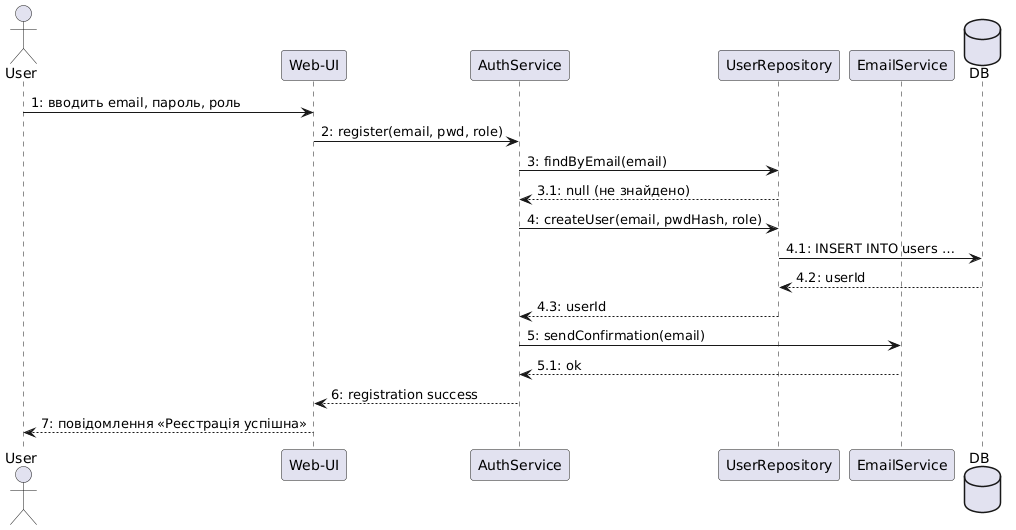 DB
User
Web-UI
AuthService
UserRepository
EmailService
1: вводить email, пароль, роль
2: register(email, pwd, role)
3: findByEmail(email)
3.1: null (не знайдено)
4: createUser(email, pwdHash, role)
4.1: INSERT INTO users ...
4.2: userId
4.3: userId
5: sendConfirmation(email)
5.1: ok
6: registration success
7: повідомлення «Реєстрація успішна»
User
Web-UI
AuthService
UserRepository
EmailService
DB